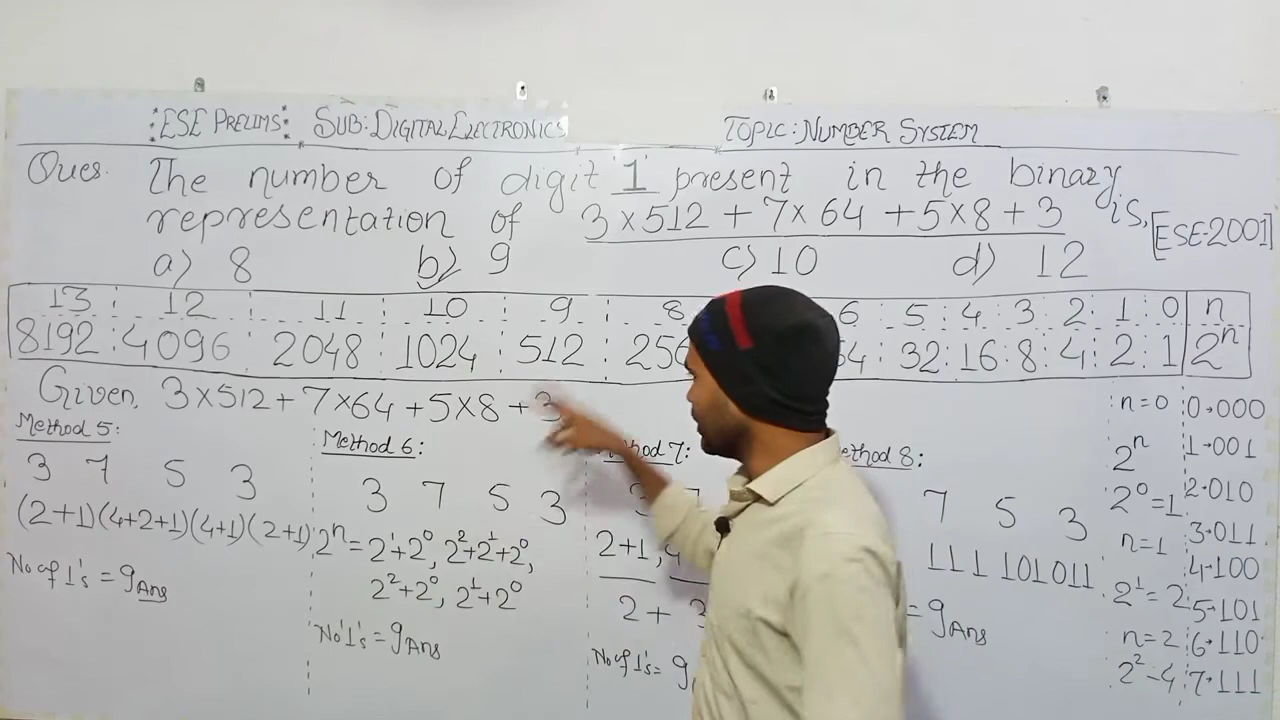 ESE PRELIMS SUB: DIGITAL ELECTRONICS TOPIC: NUMBER SYSTEM
Ques. The number of digit 1 present in the binary
representation of 3×512 + 7×64 + 5×8 + 3 is, [ESE-2001]
a) 8 b) 9 c) 10 d) 12
13 12 11 10 9 8 6 5 4 3 2 1 0 n
8192 4096 2048 1024 512 32 16 8 4 2 1 2ⁿ
Given, 3×512 + 7×64 + 5×8 + 3
Method 5:
3 7 5 3
(2+1)(4+2+1)(4+1)(2+1)
No of 1's = 9 Ans
Method 6:
3 7 5 3
2ⁿ = 2¹+2⁰, 2²+2¹+2⁰,
2²+2⁰, 2¹+2⁰
No 1's = 9 Ans
7:
2+1,
2+
No of 1's = 9
8:
7 5 3
111 101011
= 9 Ans
n=0
2ⁿ
2⁰=1
n=1
2¹=2
n=2
2²-4
0→000
1→001
2→010
3→011
4→100
5→101
6→110
7→111